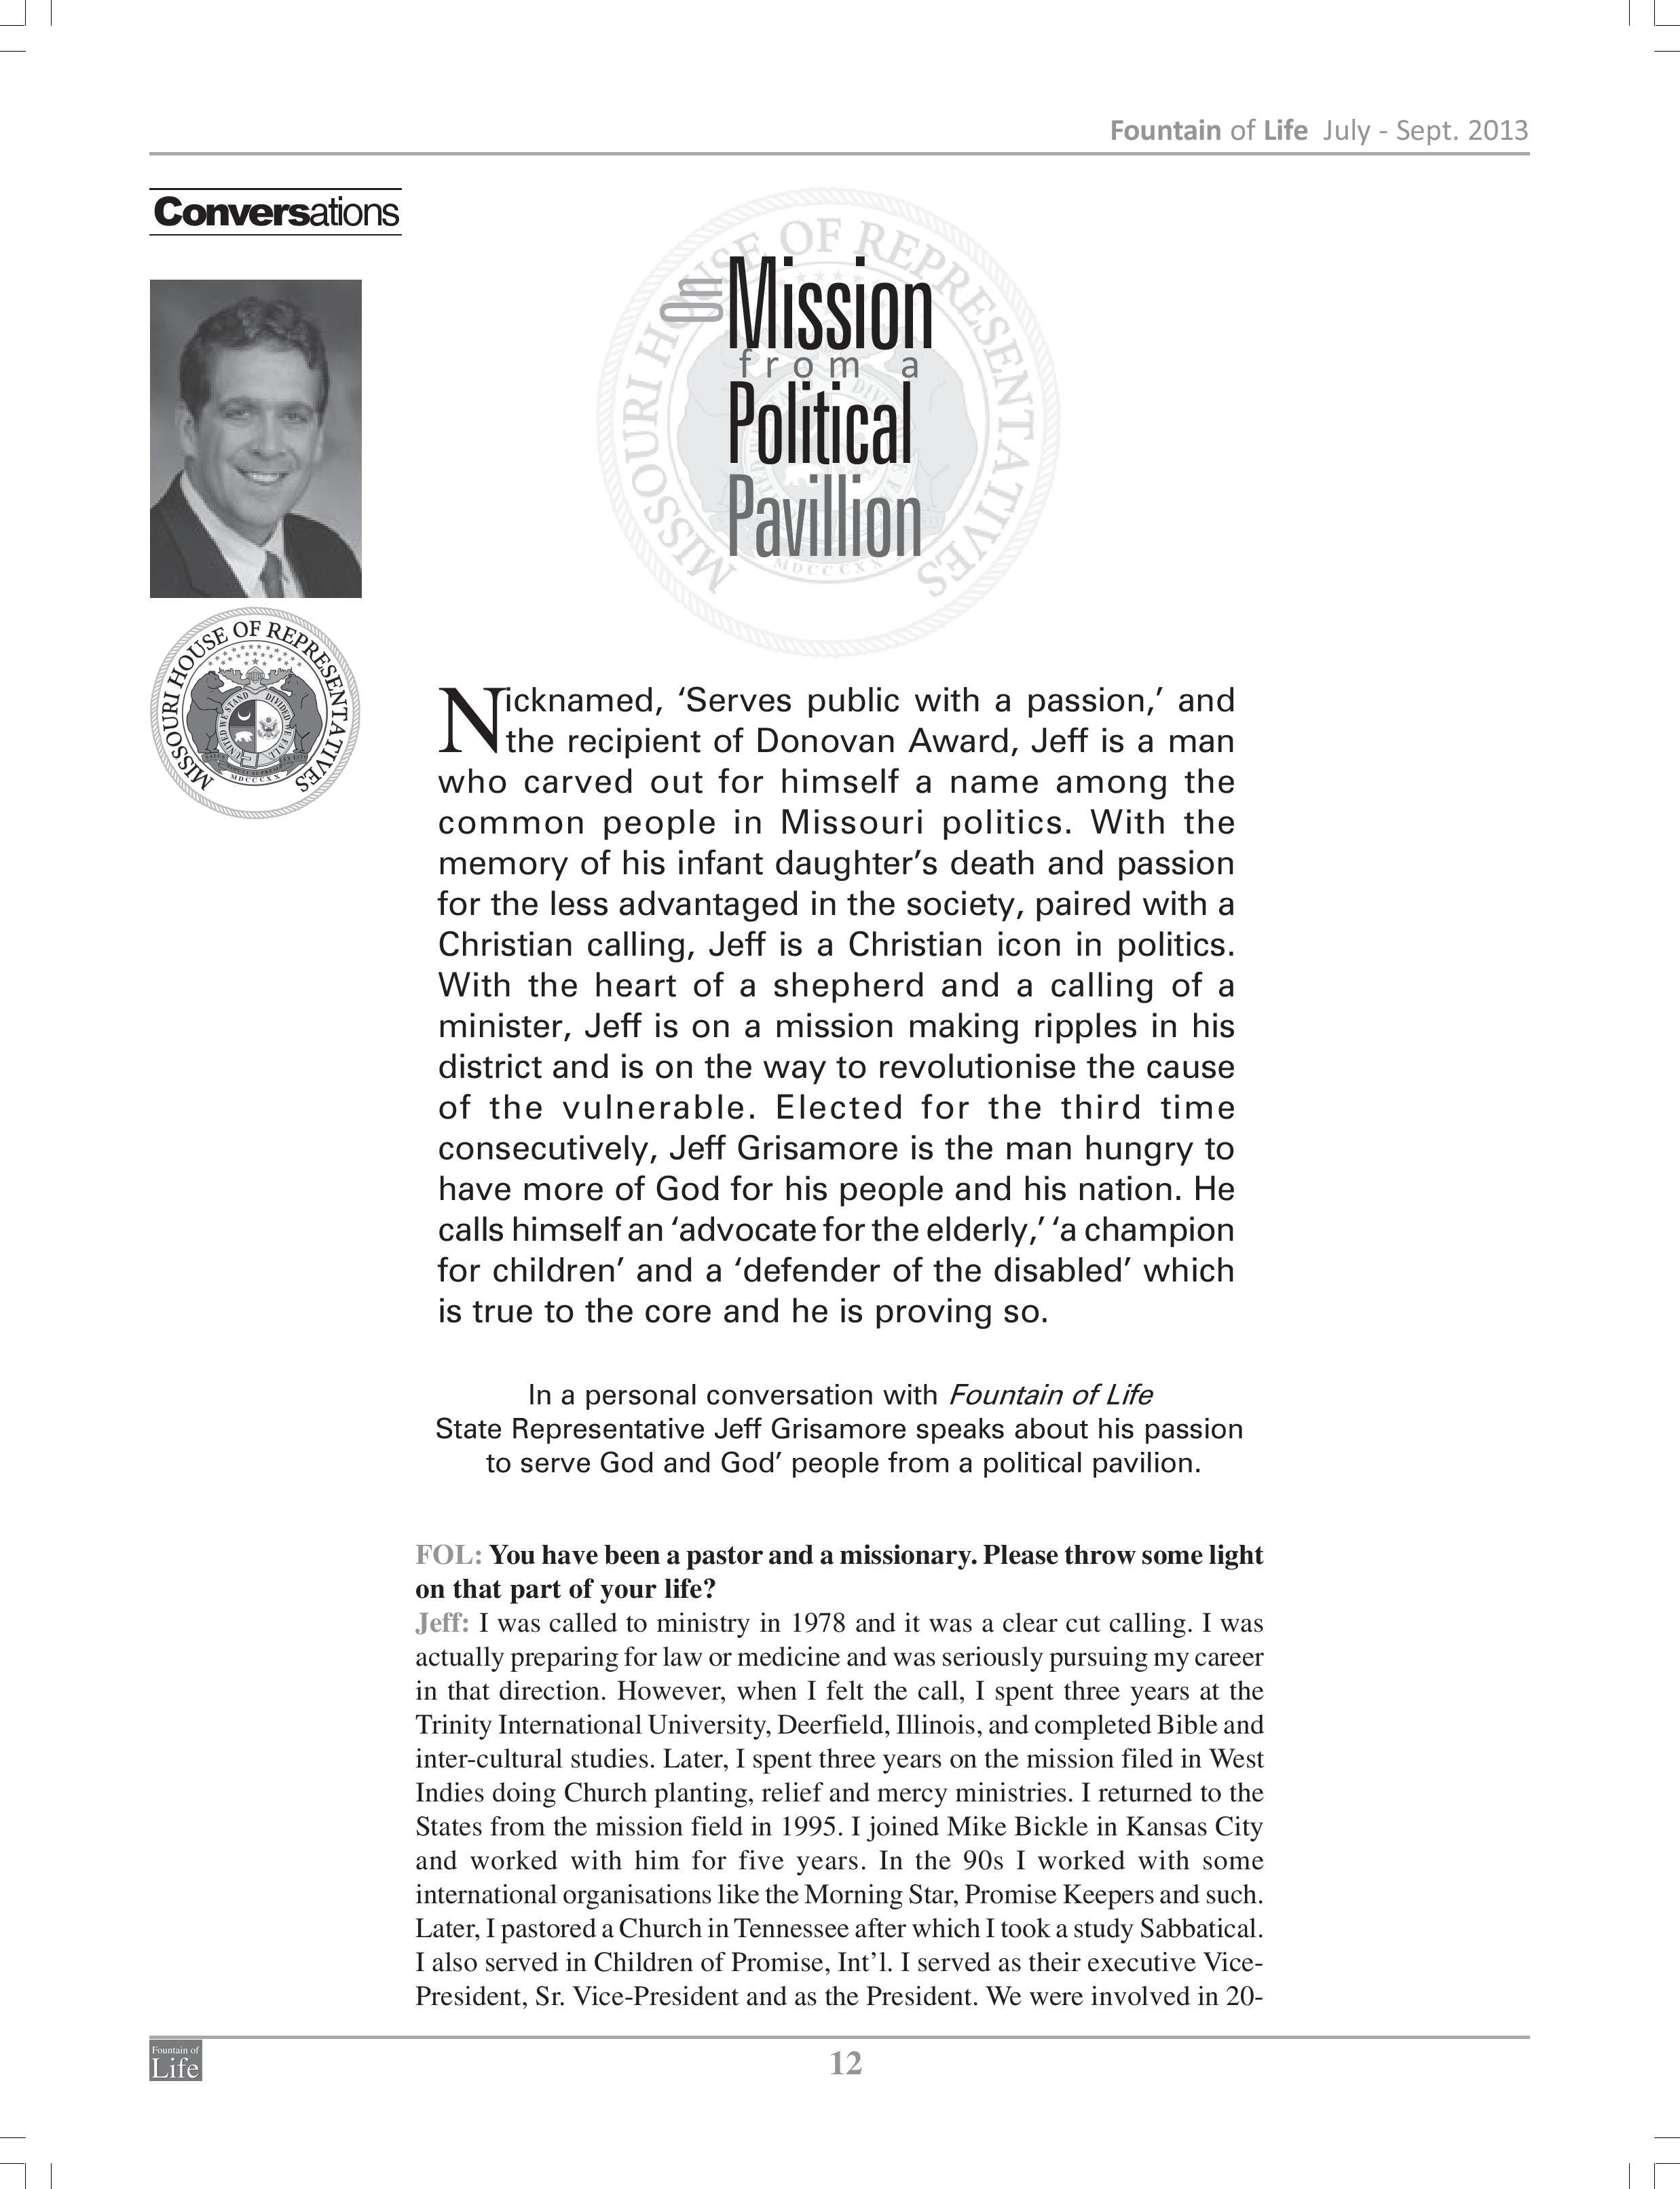 Fountain of Life July - Sept. 2013
Conversations
On Mission
from a
Political
Pavillion
MISSOURI HOUSE OF REPRESENTATIVES
MDCCCXX
MISSOURI HOUSE OF REPRESENTATIVES
UNITED WE STAND DIVIDED WE FALL
MDCCCXX
Nicknamed, ‘Serves public with a passion,’ and
the recipient of Donovan Award, Jeff is a man
who carved out for himself a name among the
common people in Missouri politics. With the
memory of his infant daughter’s death and passion
for the less advantaged in the society, paired with a
Christian calling, Jeff is a Christian icon in politics.
With the heart of a shepherd and a calling of a
minister, Jeff is on a mission making ripples in his
district and is on the way to revolutionise the cause
of the vulnerable. Elected for the third time
consecutively, Jeff Grisamore is the man hungry to
have more of God for his people and his nation. He
calls himself an ‘advocate for the elderly,’ ‘a champion
for children’ and a ‘defender of the disabled’ which
is true to the core and he is proving so.
In a personal conversation with Fountain of Life
State Representative Jeff Grisamore speaks about his passion
to serve God and God’ people from a political pavilion.
FOL: You have been a pastor and a missionary. Please throw some light
on that part of your life?
Jeff: I was called to ministry in 1978 and it was a clear cut calling. I was
actually preparing for law or medicine and was seriously pursuing my career
in that direction. However, when I felt the call, I spent three years at the
Trinity International University, Deerfield, Illinois, and completed Bible and
inter-cultural studies. Later, I spent three years on the mission filed in West
Indies doing Church planting, relief and mercy ministries. I returned to the
States from the mission field in 1995. I joined Mike Bickle in Kansas City
and worked with him for five years. In the 90s I worked with some
international organisations like the Morning Star, Promise Keepers and such.
Later, I pastored a Church in Tennessee after which I took a study Sabbatical.
I also served in Children of Promise, Int’l. I served as their executive Vice-
President, Sr. Vice-President and as the President. We were involved in 20-
Fountain of
Life
12